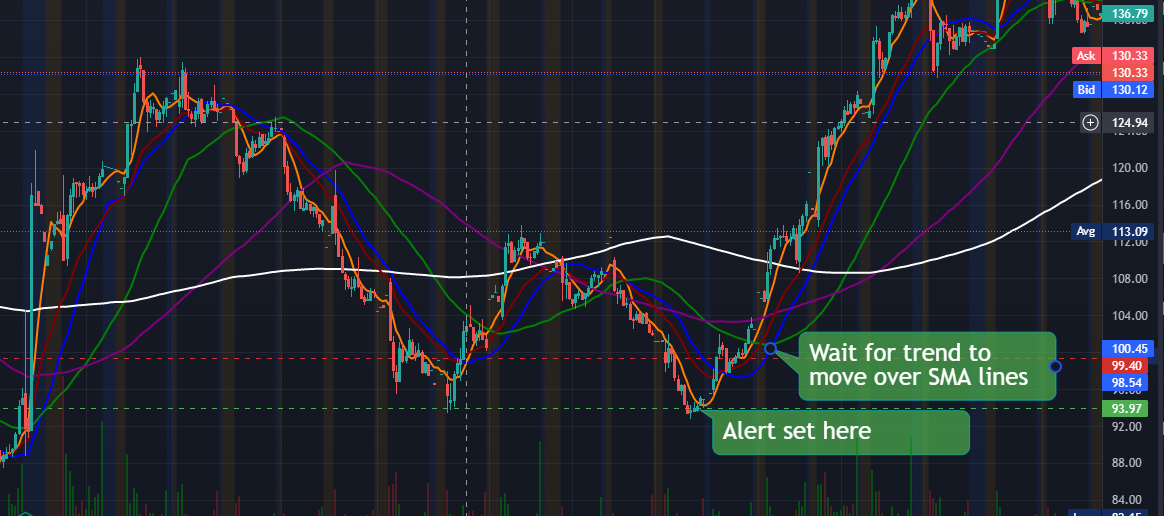 136.79
Ask 130.33
130.33
Bid 130.12
124.94
120.00
116.00
Avg 113.09
112.00
108.00
104.00
100.45
99.40
98.54
93.97
92.00
88.00
84.00
Wait for trend to
move over SMA lines
Alert set here